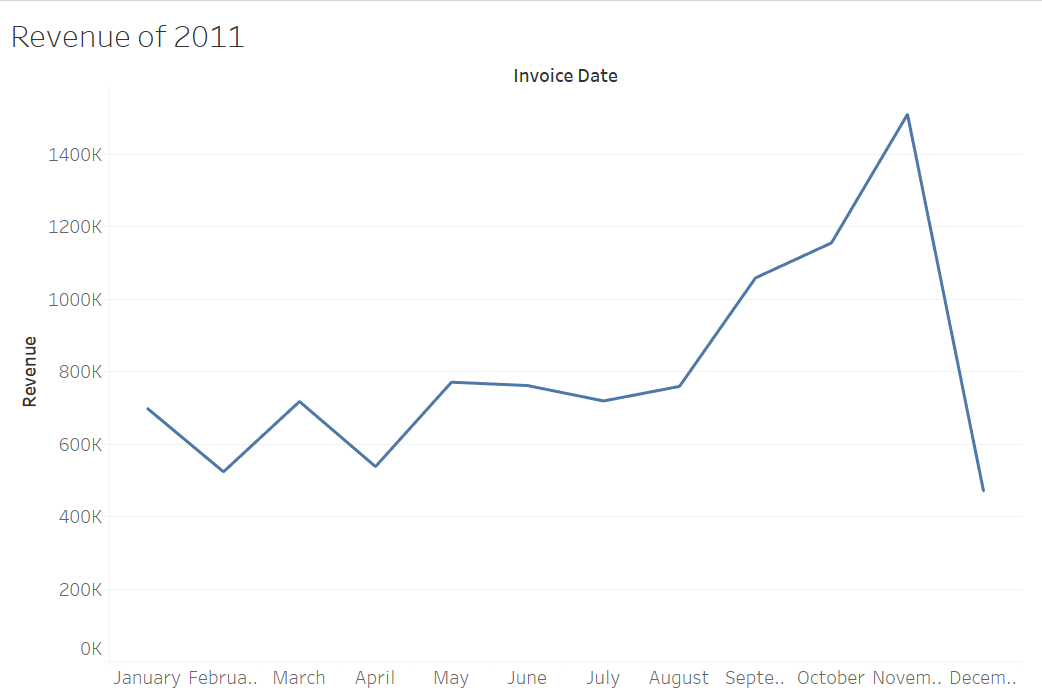 Revenue of 2011
Invoice Date
1400K
1200K
1000K
800K
600K
400K
200K
0K
Revenue
January Februa.. March April May June July August Septe.. October Novem.. Decem..